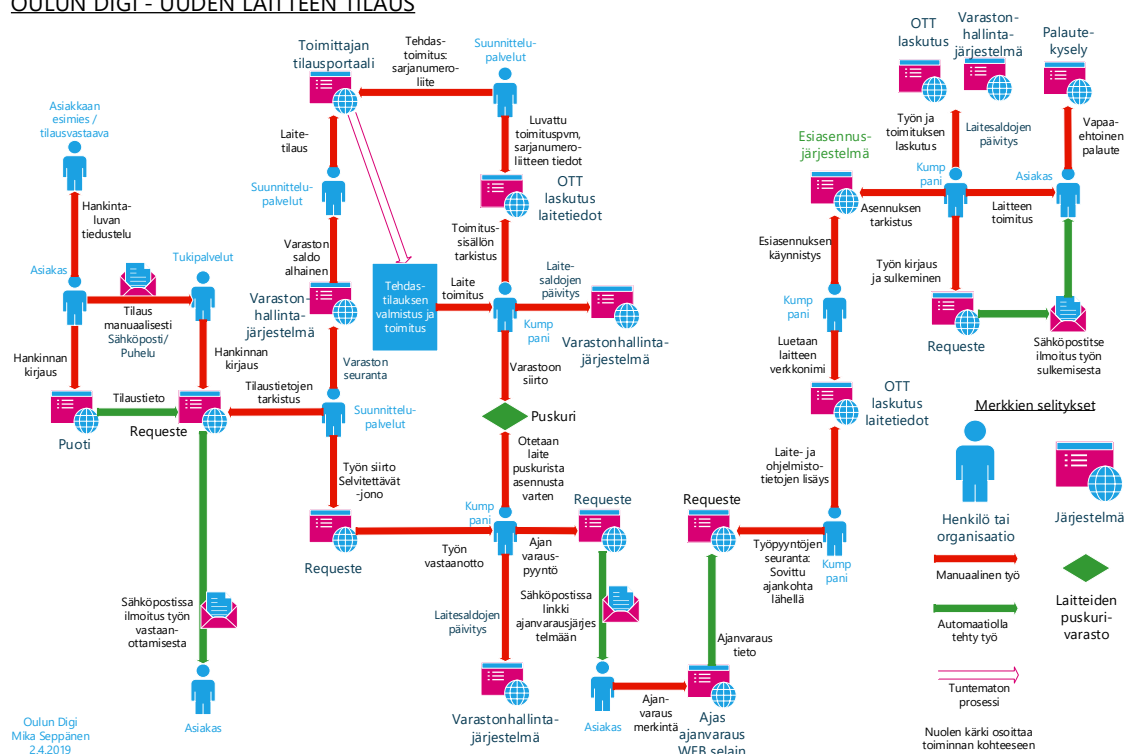 OULUN DIGI - UUDEN LAITTEEN TILAUS
Asiakkaan
esimies /
tilausvastaava
Hankinta-
luvan
tiedustelu
Asiakas
Tukipalvelut
Tilaus
manuaalisesti
Sähköposti/
Puhelu
Hankinnan
kirjaus
Hankinnan
kirjaus
Tilaustieto
Puoti
Requeste
Sähköpostissa
ilmoitus työn
vastaan-
ottamisesta
Asiakas
Oulun Digi
Mika Seppänen
2.4.2019
Toimittajan
tilausportaali
Tehdas-
toimitus:
sarjanumero-
liite
Suunnittelu-
palvelut
Laite-
tilaus
Suunnittelu-
palvelut
Varaston
saldo
alhainen
Varaston-
hallinta-
järjestelmä
Varaston
seuranta
Tilaustietojen
tarkistus
Suunnittelu-
palvelut
Työn siirto
Selvitettävät
-jono
Requeste
Tehdas-
tilauksen
valmistus ja
toimitus
Luvattu
toimituspvm,
sarjanumero-
liitteen tiedot
OTT
laskutus
laitetiedot
Toimitus-
sisällön
tarkistus
Laite
toimitus
Laite-
saldojen
päivitys
Kump
pani
Varastonhallinta-
järjestelmä
Varastoon
siirto
Puskuri
Otetaan
laite
puskurista
asennusta
varten
Kump
pani
Työn
vastaanotto
Ajan
varaus-
pyyntö
Requeste
Laitesaldojen
päivitys
Sähköpostissa
linkki
ajanvarausjärjes
telmään
Varastonhallinta-
järjestelmä
Asiakas
Ajan-
varaus
merkintä
Ajas
ajanvaraus
WEB selain
Ajanvaraus
tieto
Requeste
Työpyyntöjen
seuranta:
Sovittu
ajankohta
lähellä
Kump
pani
Laite- ja
ohjelmisto-
tietojen lisäys
OTT
laskutus
laitetiedot
Luetaan
laitteen
verkkonimi
Kump
pani
Esiasennuksen
käynnistys
Esiasennus-
järjestelmä
Asennuksen
tarkistus
Kump
pani
OTT
laskutus
Varaston-
hallinta-
järjestelmä
Palaute-
kysely
Työn ja
toimituksen
laskutus
Laitesaldojen
päivitys
Vapaa-
ehtoinen
palaute
Asiakas
Laitteen
toimitus
Työn kirjaus
ja sulkeminen
Requeste
Sähköpostitse
ilmoitus työn
sulkemisesta
Merkkien selitykset
Henkilö tai
organisaatio
Järjestelmä
Manuaalinen työ
Automaatiolla
tehty työ
Laitteiden
puskuri-
varasto
Tuntematon
prosessi
Nuolen kärki osoittaa
toiminnan kohteeseen